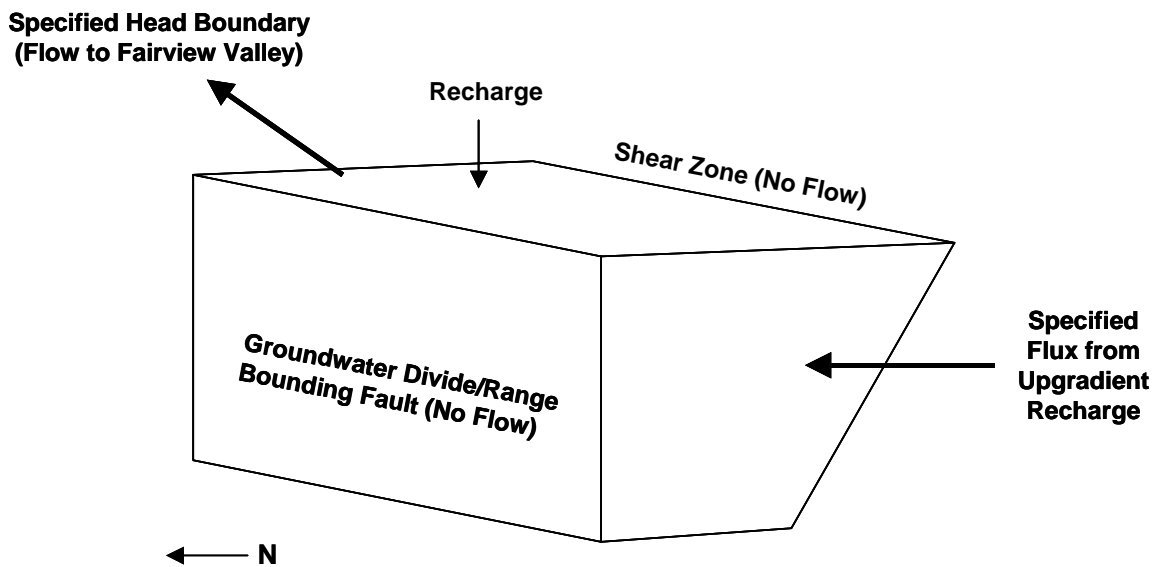 Specified Head Boundary
(Flow to Fairview Valley)
Recharge
Shear Zone (No Flow)
Groundwater Divide/Range
Bounding Fault (No Flow)
Specified
Flux from
Upgradient
Recharge
N